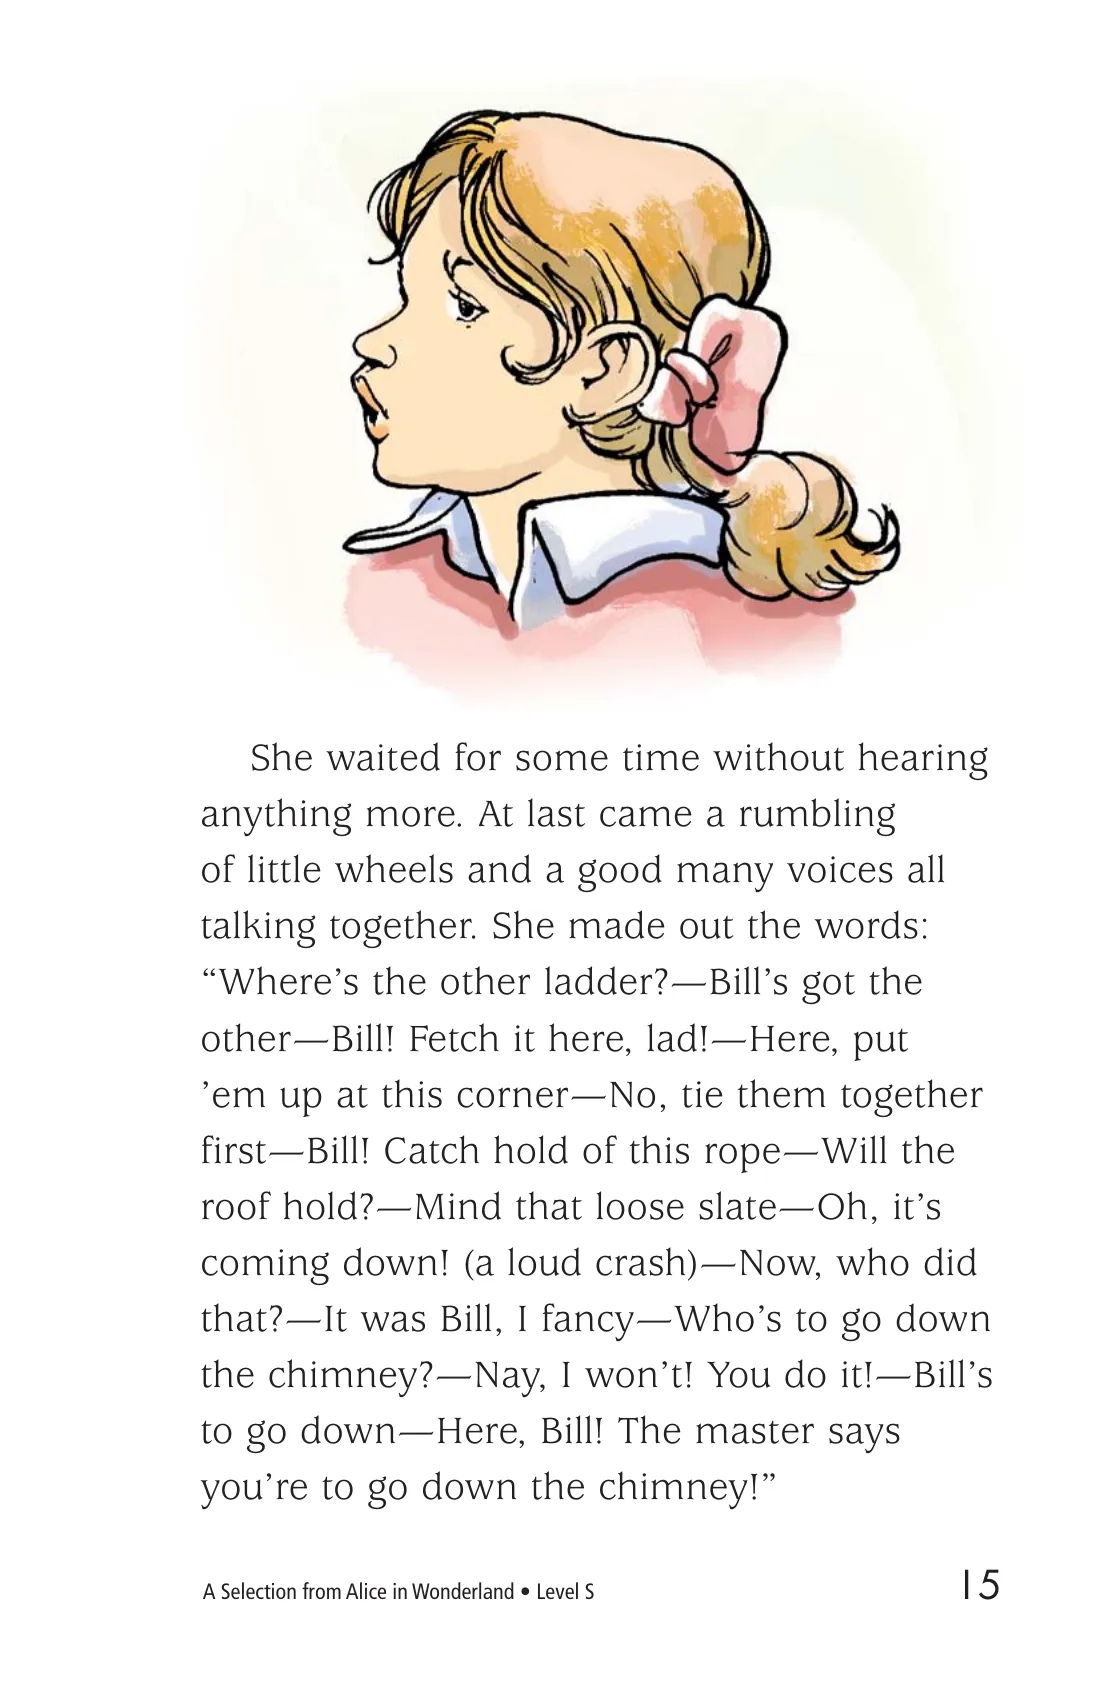 She waited for some time without hearing
anything more. At last came a rumbling
of little wheels and a good many voices all
talking together. She made out the words:
“Where’s the other ladder?—Bill’s got the
other—Bill! Fetch it here, lad!—Here, put
’em up at this corner—No, tie them together
first—Bill! Catch hold of this rope—Will the
roof hold?—Mind that loose slate—Oh, it’s
coming down! (a loud crash)—Now, who did
that?—It was Bill, I fancy—Who’s to go down
the chimney?—Nay, I won’t! You do it!—Bill’s
to go down—Here, Bill! The master says
you’re to go down the chimney!”
A Selection from Alice in Wonderland • Level S 15